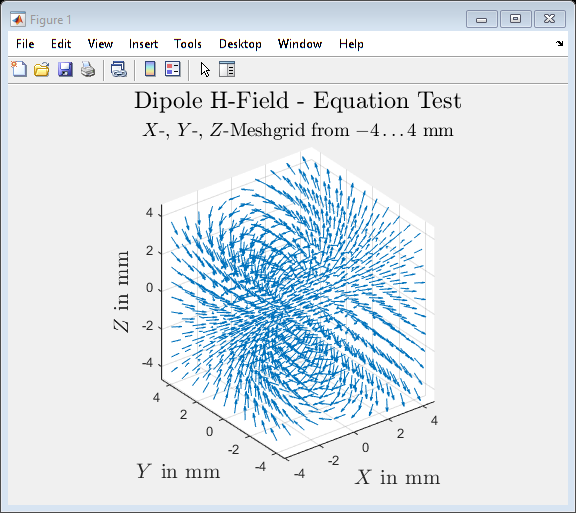 Figure 1
File Edit View Insert Tools Desktop Window Help
Dipole H-Field - Equation Test
X-, Y-, Z-Meshgrid from −4...4 mm
4
2
0
-2
-4
Z in mm
4
2
0
-2
-4
Y in mm
-4
-2
0
2
4
X in mm